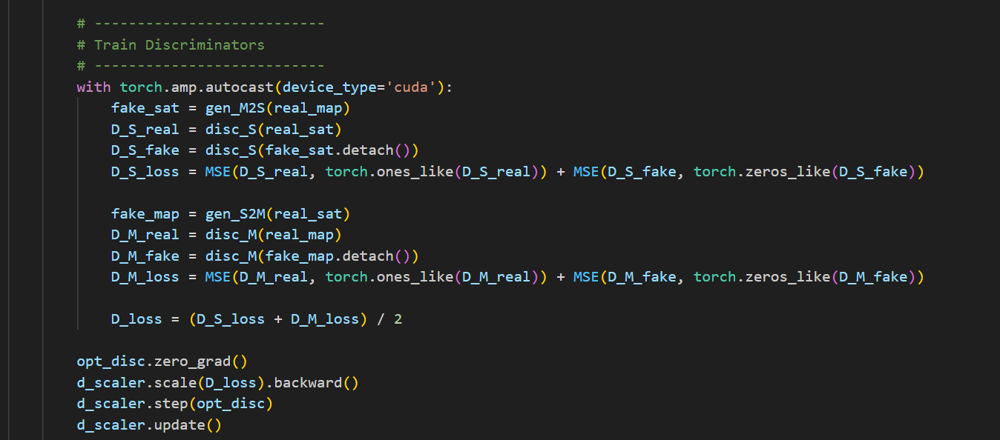 # ---------------------------
# Train Discriminators
# ---------------------------
with torch.amp.autocast(device_type='cuda'):
    fake_sat = gen_M2S(real_map)
    D_S_real = disc_S(real_sat)
    D_S_fake = disc_S(fake_sat.detach())
    D_S_loss = MSE(D_S_real, torch.ones_like(D_S_real)) + MSE(D_S_fake, torch.zeros_like(D_S_fake))

    fake_map = gen_S2M(real_sat)
    D_M_real = disc_M(real_map)
    D_M_fake = disc_M(fake_map.detach())
    D_M_loss = MSE(D_M_real, torch.ones_like(D_M_real)) + MSE(D_M_fake, torch.zeros_like(D_M_fake))

    D_loss = (D_S_loss + D_M_loss) / 2

opt_disc.zero_grad()
d_scaler.scale(D_loss).backward()
d_scaler.step(opt_disc)
d_scaler.update()